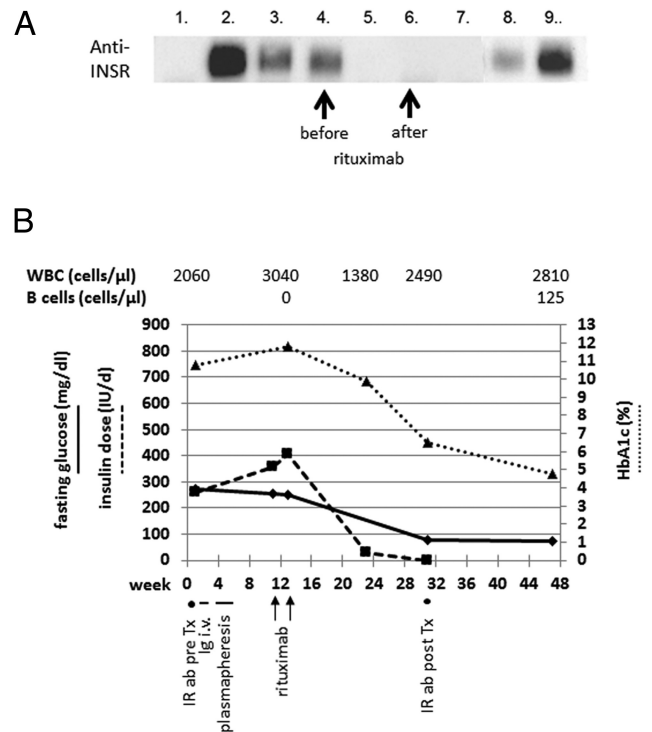 A
1. 2. 3. 4. 5. 6. 7. 8. 9..
Anti-
INSR
before after
rituximab
B
WBC (cells/µl) 2060 3040 1380 2490 2810
B cells (cells/µl) 0 125
fasting glucose (mg/dl)
insulin dose (IU/d)
900
800
700
600
500
400
300
200
100
0
13
12
11
10
9
8
7
6
5
4
3
2
1
0
HbA1c (%)
week 0 4 8 12 16 20 24 28 32 36 40 44 48
IR ab pre Tx
Ig i.v.
plasmapheresis
rituximab
IR ab post Tx